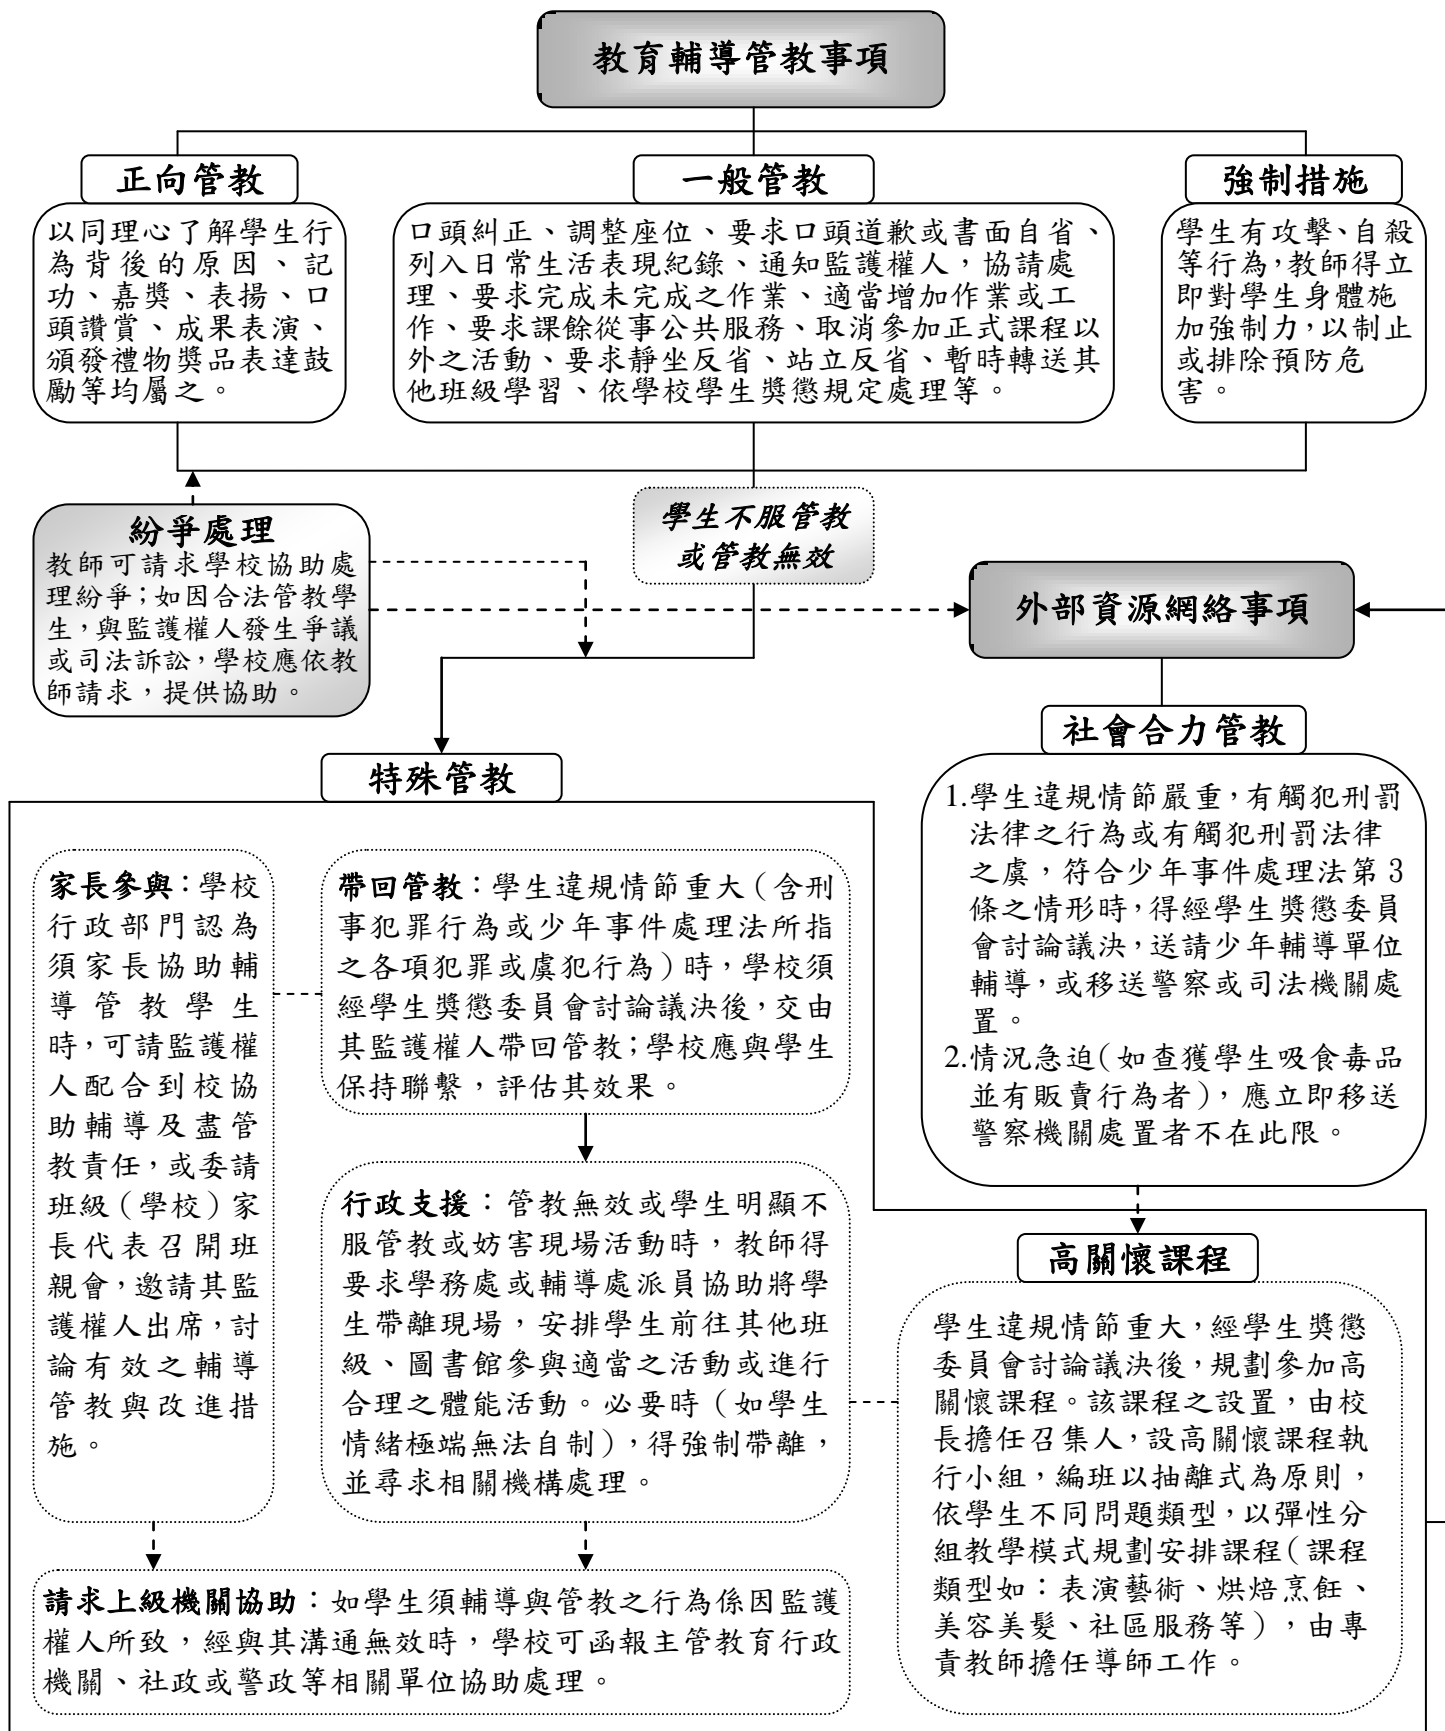 教育輔導管教事項
正向管教
以同理心了解學生行
為背後的原因、記
功、嘉獎、表揚、口
頭讚賞、成果表演、
頒發禮物獎品表達鼓
勵等均屬之。
一般管教
口頭糾正、調整座位、要求口頭道歉或書面自省、
列入日常生活表現紀錄、通知監護權人，協請處
理、要求完成未完成之作業、適當增加作業或工
作、要求課餘從事公共服務、取消參加正式課程以
外之活動、要求靜坐反省、站立反省、暫時轉送其
他班級學習、依學校學生獎懲規定處理等。
強制措施
學生有攻擊、自殺
等行為，教師得立
即對學生身體施
加強制力，以制止
或排除預防危
害。
紛爭處理
教師可請求學校協助處
理紛爭；如因合法管教學
生，與監護權人發生爭議
或司法訴訟，學校應依教
師請求，提供協助。
學生不服管教
或管教無效
外部資源網絡事項
社會合力管教
1.學生違規情節嚴重，有觸犯刑罰
法律之行為或有觸犯刑罰法律
之虞，符合少年事件處理法第 3
條之情形時，得經學生獎懲委員
會討論議決，送請少年輔導單位
輔導，或移送警察或司法機關處
置。
2.情況急迫（如查獲學生吸食毒品
並有販賣行為者），應立即移送
警察機關處置者不在此限。
特殊管教
家長參與：學校
行政部門認為
須家長協助輔
導管教學生
時，可請監護權
人配合到校協
助輔導及盡管
教責任，或委請
班級（學校）家
長代表召開班
親會，邀請其監
護權人出席，討
論有效之輔導
管教與改進措
施。
帶回管教：學生違規情節重大（含刑
事犯罪行為或少年事件處理法所指
之各項犯罪或虞犯行為）時，學校須
經學生獎懲委員會討論議決後，交由
其監護權人帶回管教；學校應與學生
保持聯繫，評估其效果。
行政支援：管教無效或學生明顯不
服管教或妨害現場活動時，教師得
要求學務處或輔導處派員協助將學
生帶離現場，安排學生前往其他班
級、圖書館參與適當之活動或進行
合理之體能活動。必要時（如學生
情緒極端無法自制），得強制帶離，
並尋求相關機構處理。
請求上級機關協助：如學生須輔導與管教之行為係因監護
權人所致，經與其溝通無效時，學校可函報主管教育行政
機關、社政或警政等相關單位協助處理。
高關懷課程
學生違規情節重大，經學生獎懲
委員會討論議決後，規劃參加高
關懷課程。該課程之設置，由校
長擔任召集人，設高關懷課程執
行小組，編班以抽離式為原則，
依學生不同問題類型，以彈性分
組教學模式規劃安排課程（課程
類型如：表演藝術、烘焙烹飪、
美容美髮、社區服務等），由專
責教師擔任導師工作。